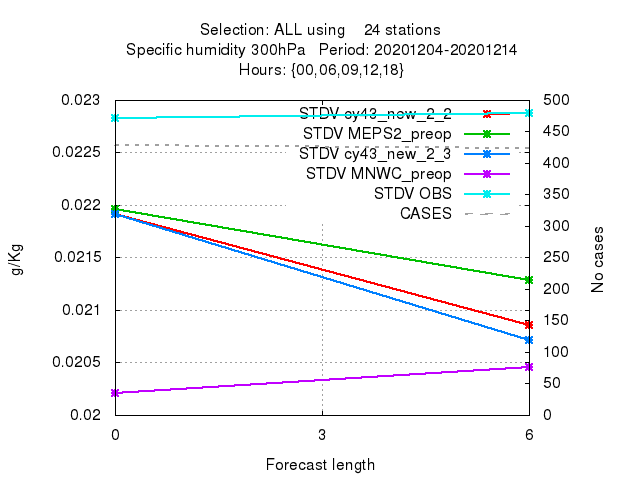 Selection: ALL using 24 stations
Specific humidity 300hPa Period: 20201204-20201214
Hours: {00,06,09,12,18}
0.023
0.0225
0.022
0.0215
0.021
0.0205
0.02
g/Kg
STDV cy43_new_2_2
STDV MEPS2_preop
STDV cy43_new_2_3
STDV MNWC_preop
STDV OBS
CASES
500
450
400
350
300
250
200
150
100
50
0
No cases
0 3 6
Forecast length